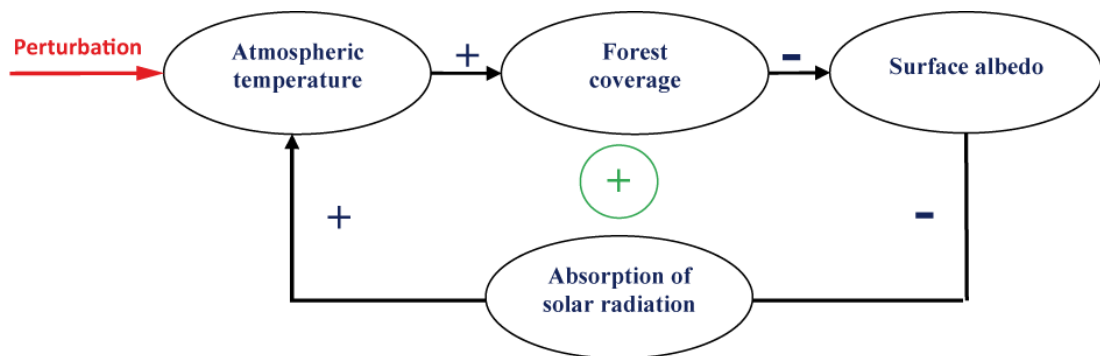 Perturbation
Atmospheric
temperature
+
Forest
coverage
-
Surface albedo
+
+
-
Absorption of
solar radiation